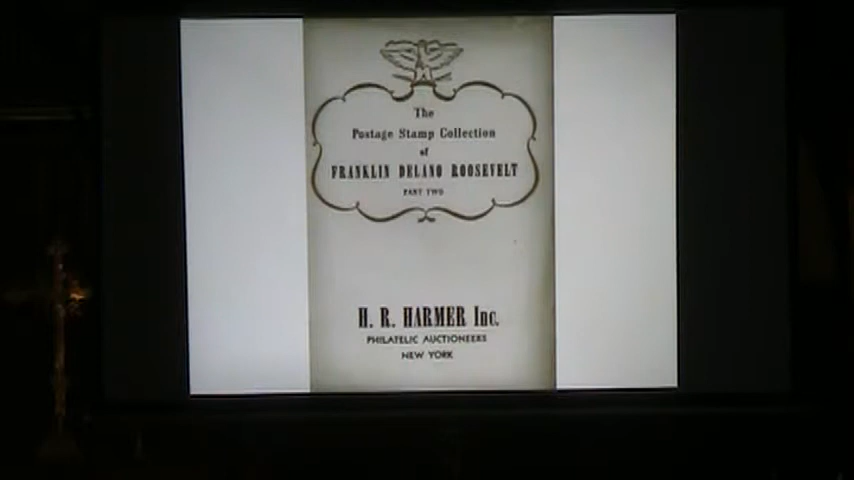 The
Postage Stamp Collection
of
FRANKLIN DELANO ROOSEVELT
PART TWO
H. R. HARMER Inc.
PHILATELIC AUCTIONEERS
NEW YORK